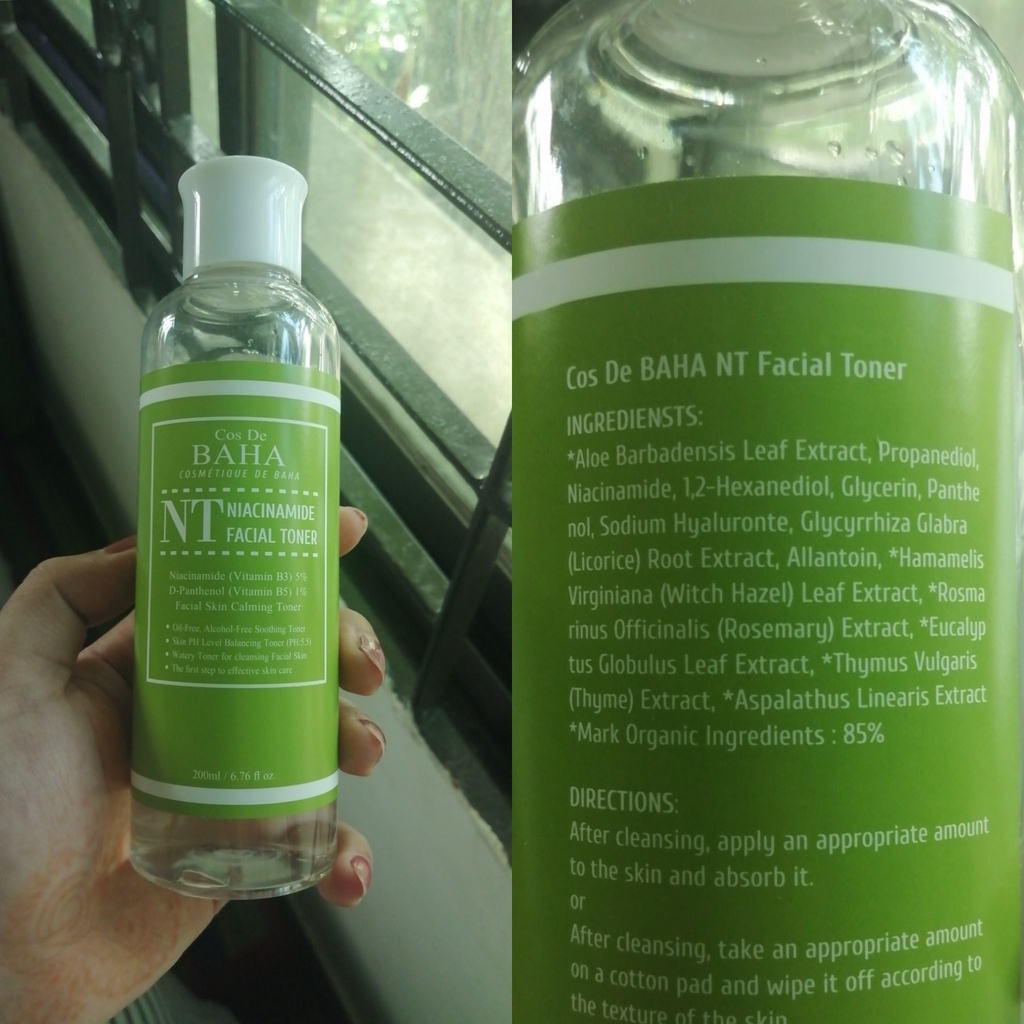 Cos De
BAHA
COSMÉTIQUE DE BAHA
NT NIACINAMIDE
FACIAL TONER
Niacinamide (Vitamin B3) 5%
D-Panthenol (Vitamin B5) 1%
Facial Skin Calming Toner
• Oil-Free, Alcohol-Free Soothing Toner
• Skin PH Level Balancing Toner (PH:5.5)
• Watery Toner for cleansing Facial Skin
• The first step to effective skin care
200ml / 6.76 fl oz.
Cos De BAHA NT Facial Toner
INGREDIENSTS:
*Aloe Barbadensis Leaf Extract, Propanediol,
Niacinamide, 1,2-Hexanediol, Glycerin, Panthe
nol, Sodium Hyaluronte, Glycyrrhiza Glabra
(Licorice) Root Extract, Allantoin, *Hamamelis
Virginiana (Witch Hazel) Leaf Extract, *Rosma
rinus Officinalis (Rosemary) Extract, *Eucalyp
tus Globulus Leaf Extract, *Thymus Vulgaris
(Thyme) Extract, *Aspalathus Linearis Extract
*Mark Organic Ingredients : 85%
DIRECTIONS:
After cleansing, apply an appropriate amount
to the skin and absorb it.
or
After cleansing, take an appropriate amount
on a cotton pad and wipe it off according to
the texture of the skin.